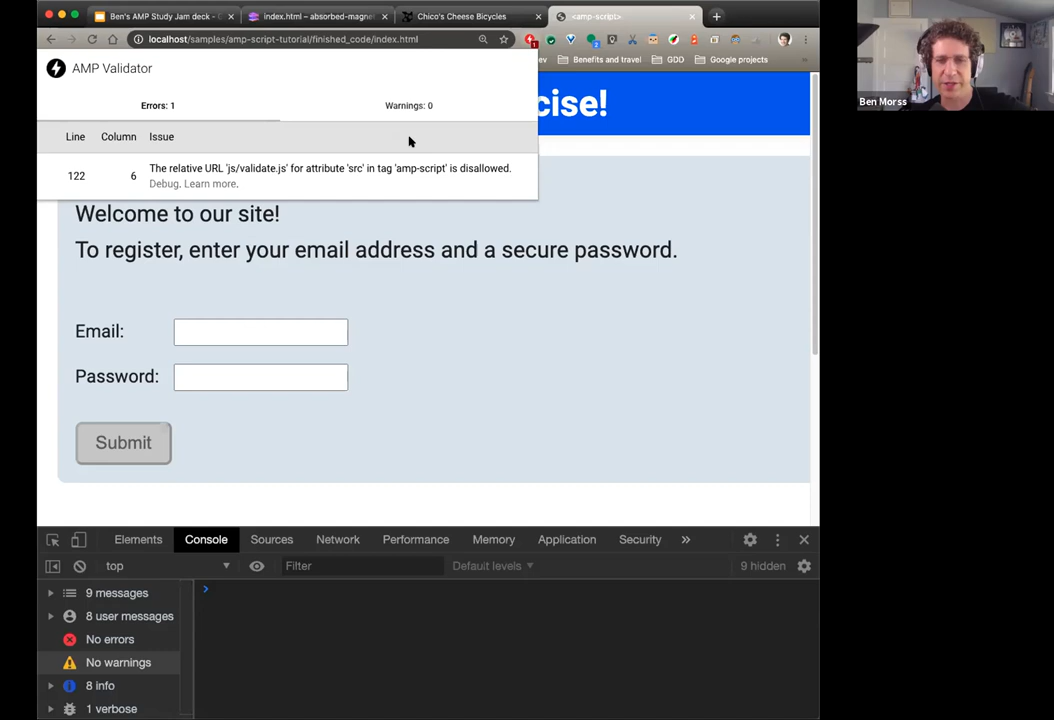 Ben's AMP Study Jam deck - G
index.html – absorbed-magnet
Chico's Cheese Bicycles
<amp-script>
localhost/samples/amp-script-tutorial/finished_code/index.html
1
2
ev
Benefits and travel
GDD
Google projects
AMP Validator
Errors: 1
Warnings: 0
Line Column Issue
122 6 The relative URL 'js/validate.js' for attribute 'src' in tag 'amp-script' is disallowed.
Debug. Learn more.
cise!
Welcome to our site!
To register, enter your email address and a secure password.
Email:
Password:
Submit
Elements Console Sources Network Performance Memory Application Security
top Filter Default levels 9 hidden
9 messages
8 user messages
No errors
No warnings
8 info
1 verbose
Ben Morss